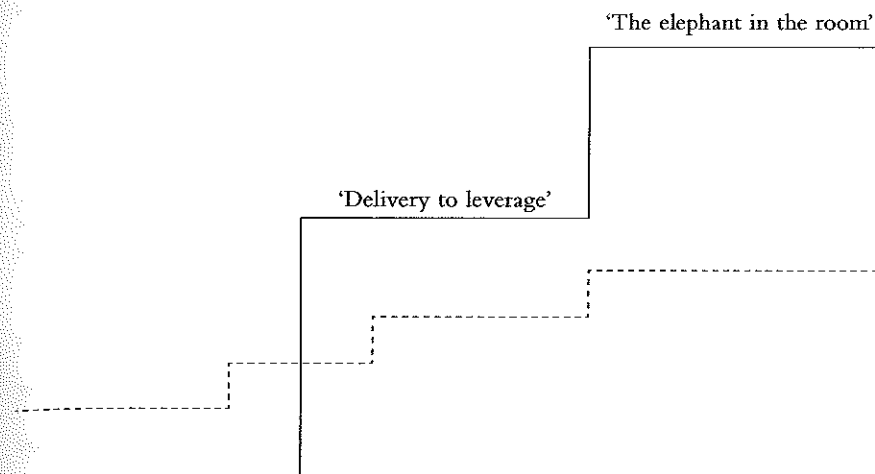 ‘The elephant in the room’
‘Delivery to leverage’